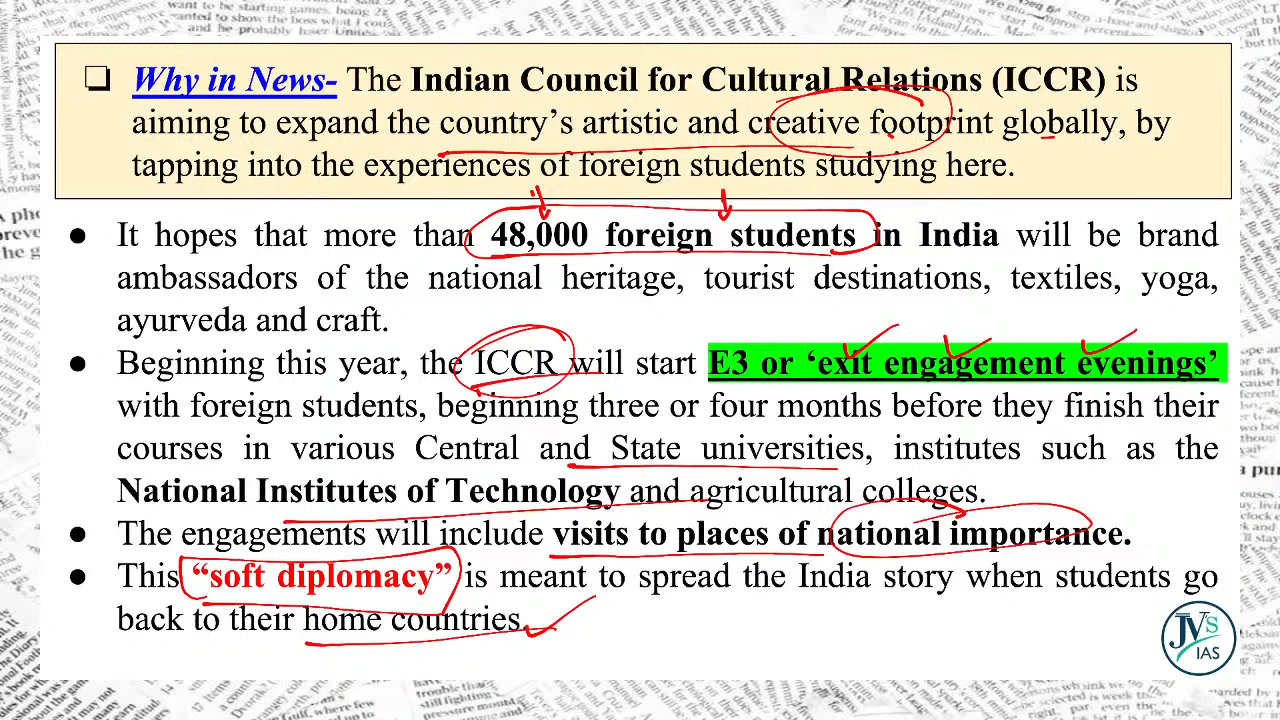 ❑ Why in News- The Indian Council for Cultural Relations (ICCR) is
aiming to expand the country's artistic and creative footprint globally, by
tapping into the experiences of foreign students studying here.
● It hopes that more than 48,000 foreign students in India will be brand
ambassadors of the national heritage, tourist destinations, textiles, yoga,
ayurveda and craft.
● Beginning this year, the ICCR will start E3 or 'exit engagement evenings'
with foreign students, beginning three or four months before they finish their
courses in various Central and State universities, institutes such as the
National Institutes of Technology and agricultural colleges.
● The engagements will include visits to places of national importance.
● This "soft diplomacy" is meant to spread the India story when students go
back to their home countries.
JV's
IAS